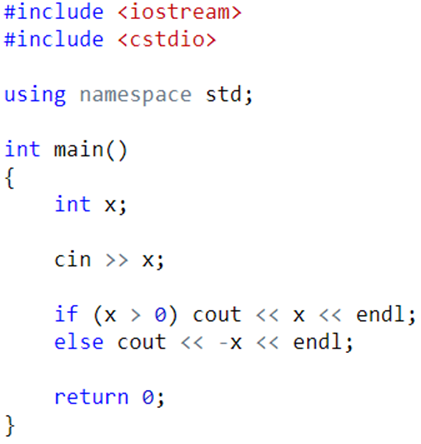 #include <iostream>
#include <cstdio>
using namespace std;
int main()
{
    int x;
    cin >> x;
    if (x > 0) cout << x << endl;
    else cout << -x << endl;
    return 0;
}